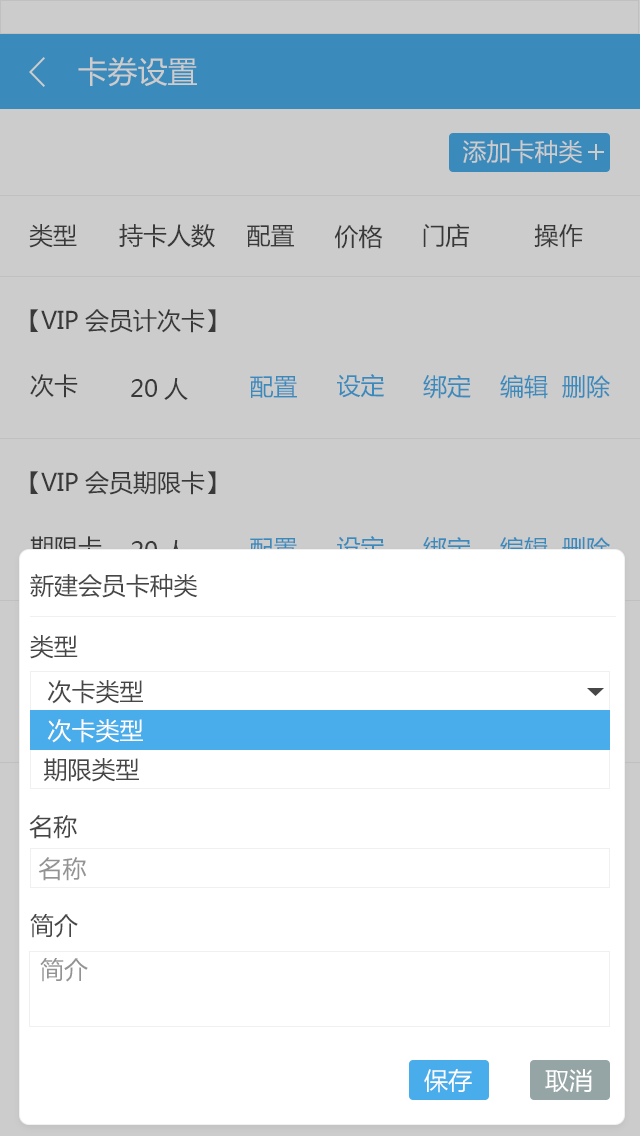 卡券设置
添加卡种类+
类型 持卡人数 配置 价格 门店 操作
【VIP 会员计次卡】
次卡 20 人 配置 设定 绑定 编辑 删除
【VIP 会员期限卡】
期限卡 20 人 配置 设定 绑定 编辑 删除
新建会员卡种类
类型
次卡类型
次卡类型
期限类型
名称
名称
简介
简介
保存 取消